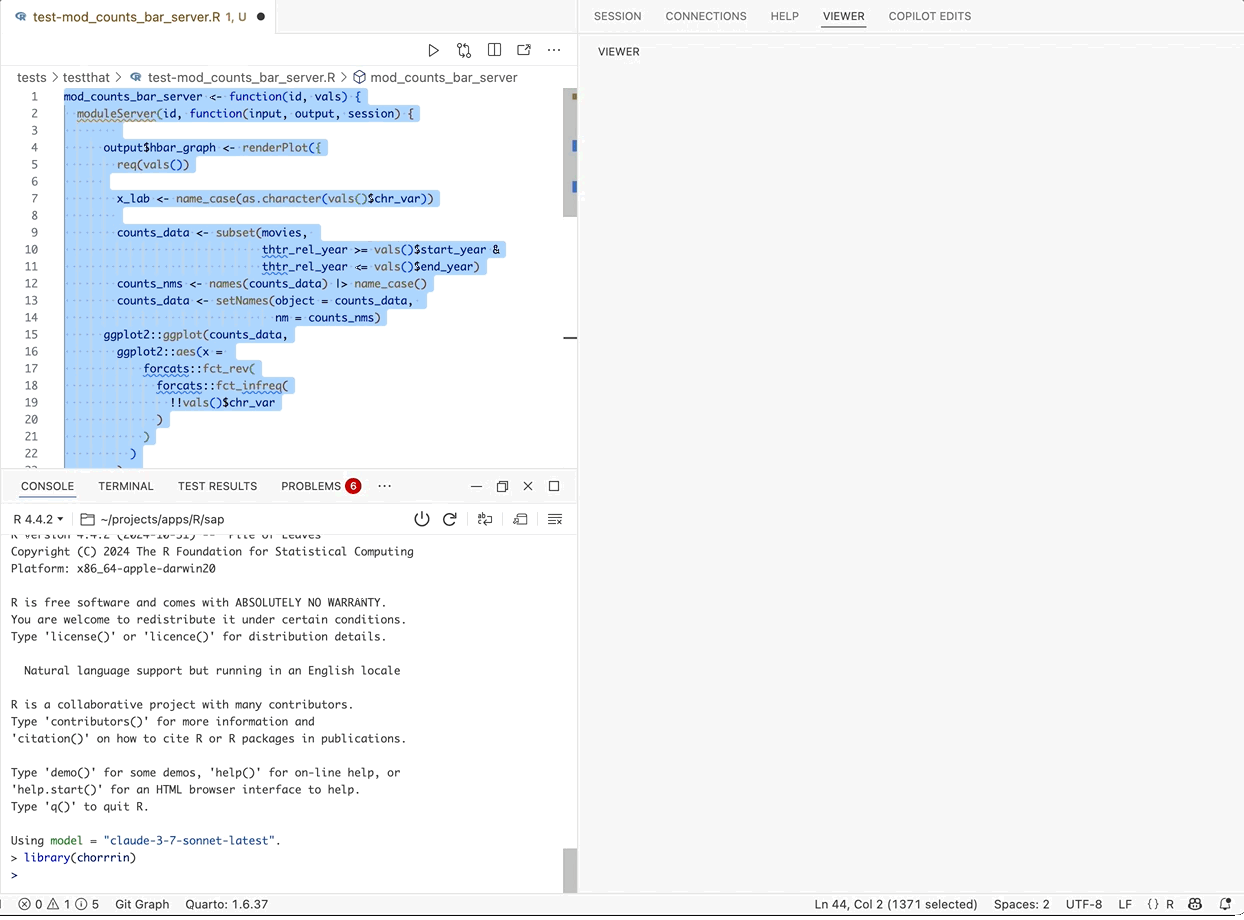 test-mod_counts_bar_server.R 1, U
SESSION CONNECTIONS HELP VIEWER COPILOT EDITS
VIEWER
tests > testthat > test-mod_counts_bar_server.R > mod_counts_bar_server
1 mod_counts_bar_server <- function(id, vals) {
2 moduleServer(id, function(input, output, session) {
3
4 output$hbar_graph <- renderPlot({
5 req(vals())
6
7 x_lab <- name_case(as.character(vals()$chr_var))
8
9 counts_data <- subset(movies,
10 thtr_rel_year >= vals()$start_year &
11 thtr_rel_year <= vals()$end_year)
12 counts_nms <- names(counts_data) |> name_case()
13 counts_data <- setNames(object = counts_data,
14 nm = counts_nms)
15 ggplot2::ggplot(counts_data,
16 ggplot2::aes(x =
17 forcats::fct_rev(
18 forcats::fct_infreq(
19 !!vals()$chr_var
20 )
21 )
22 )
CONSOLE TERMINAL TEST RESULTS PROBLEMS 6
R 4.4.2 ~/projects/apps/R/sap
R version 4.4.2 (2024-10-31) -- "Pile of Leaves"
Copyright (C) 2024 The R Foundation for Statistical Computing
Platform: x86_64-apple-darwin20
R is free software and comes with ABSOLUTELY NO WARRANTY.
You are welcome to redistribute it under certain conditions.
Type 'license()' or 'licence()' for distribution details.
Natural language support but running in an English locale
R is a collaborative project with many contributors.
Type 'contributors()' for more information and
'citation()' on how to cite R or R packages in publications.
Type 'demo()' for some demos, 'help()' for on-line help, or
'help.start()' for an HTML browser interface to help.
Type 'q()' to quit R.
Using model = "claude-3-7-sonnet-latest".
> library(chorrrin)
>
0 1 5 Git Graph Quarto: 1.6.37 Ln 44, Col 2 (1371 selected) Spaces: 2 UTF-8 LF {} R